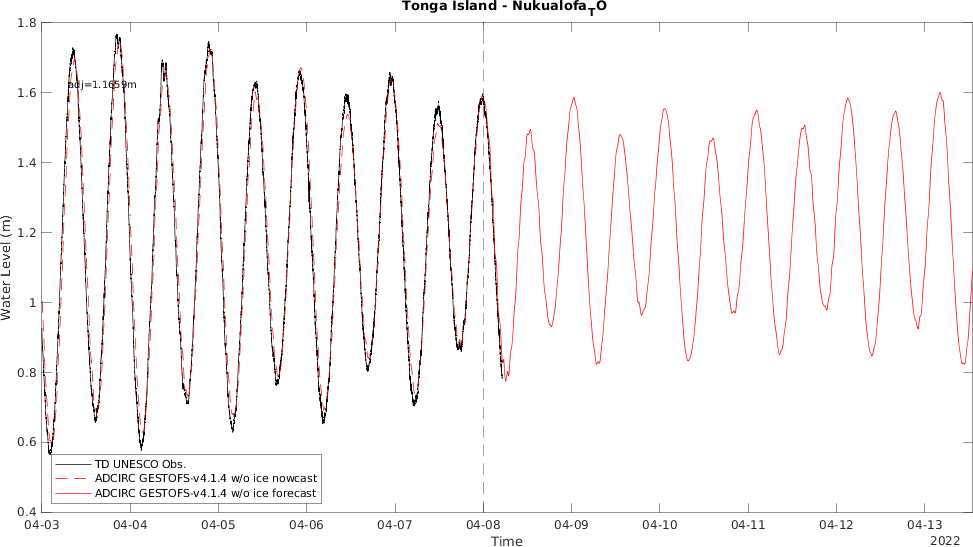 Tonga Island - Nukualofa_TO
1.8
1.6
1.4
1.2
1
0.8
0.6
0.4
Water Level (m)
adj=1.1659m
TD UNESCO Obs.
ADCIRC GESTOFS-v4.1.4 w/o ice nowcast
ADCIRC GESTOFS-v4.1.4 w/o ice forecast
04-03 04-04 04-05 04-06 04-07 04-08 04-09 04-10 04-11 04-12 04-13
Time
2022